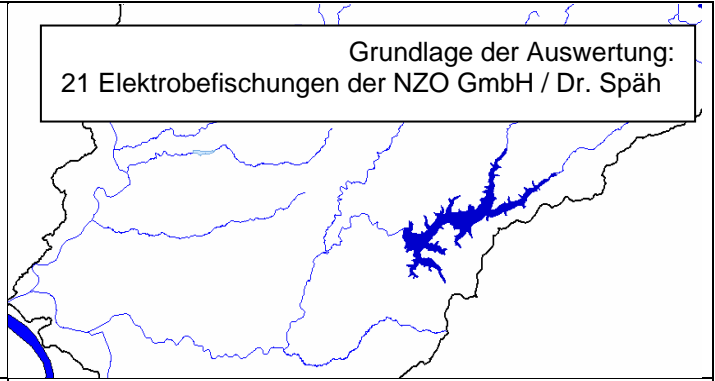 Grundlage der Auswertung:
21 Elektrobefischungen der NZO GmbH / Dr. Späh